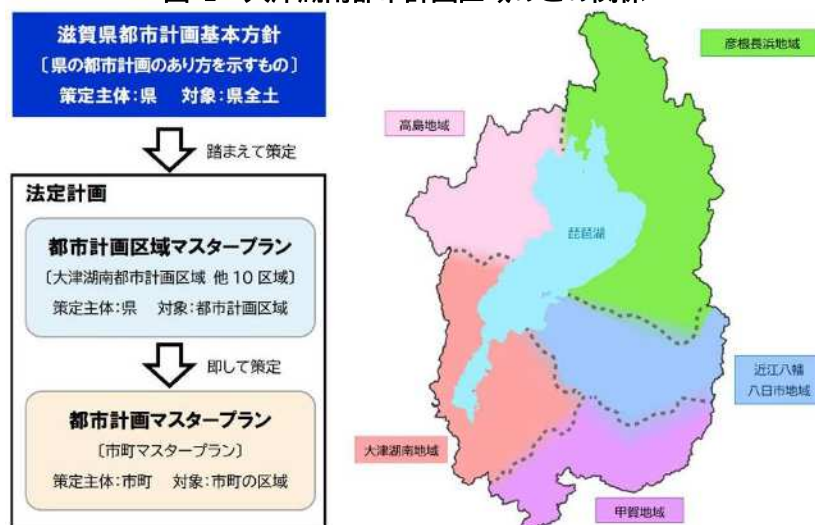 滋賀県都市計画基本方針
〔県の都市計画のあり方を示すもの〕
策定主体:県 対象:県全土
踏まえて策定
法定計画
都市計画区域マスタープラン
〔大津湖南都市計画区域 他10区域〕
策定主体:県 対象:都市計画区域
即して策定
都市計画マスタープラン
〔市町マスタープラン〕
策定主体:市町 対象:市町の区域
彦根長浜地域
高島地域
琵琶湖
近江八幡
八日市地域
大津湖南地域
甲賀地域